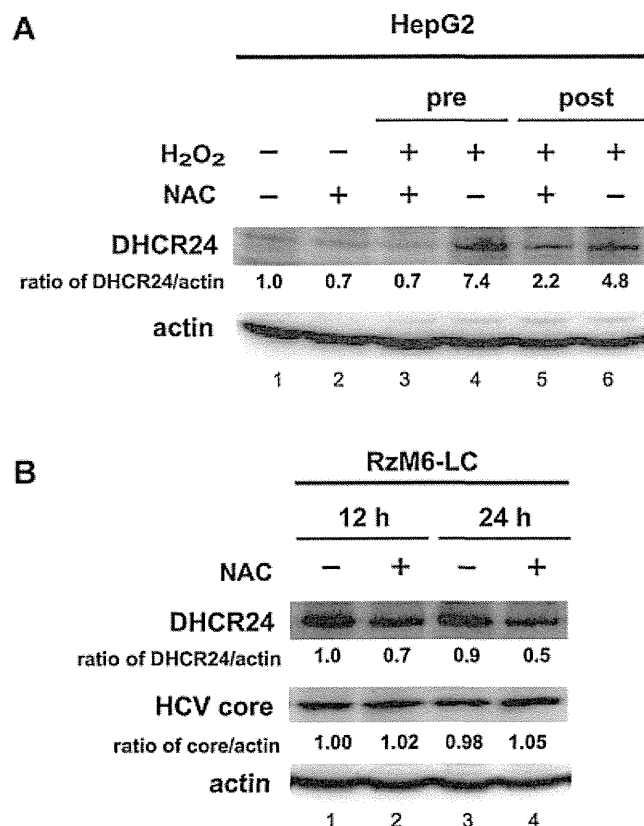 A
HepG2
pre post
H₂O₂ − − + + + +
NAC − + + − + −
DHCR24
ratio of DHCR24/actin 1.0 0.7 0.7 7.4 2.2 4.8
actin
1 2 3 4 5 6
B
RzM6-LC
12 h 24 h
NAC − + − +
DHCR24
ratio of DHCR24/actin 1.0 0.7 0.9 0.5
HCV core
ratio of core/actin 1.00 1.02 0.98 1.05
actin
1 2 3 4